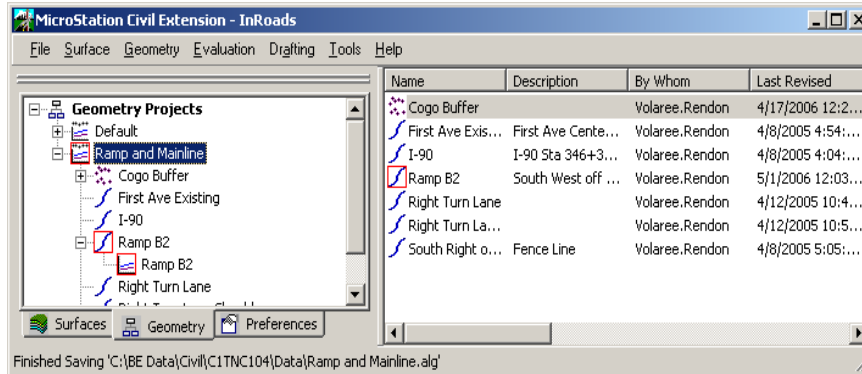 MicroStation Civil Extension - InRoads
File Surface Geometry Evaluation Drafting Tools Help
Geometry Projects
Default
Ramp and Mainline
Cogo Buffer
First Ave Existing
I-90
Ramp B2
Ramp B2
Right Turn Lane
Surfaces Geometry Preferences
Name Description By Whom Last Revised
Cogo Buffer Volaree.Rendon 4/17/2006 12:2...
First Ave Exis... First Ave Cente... Volaree.Rendon 4/8/2005 4:54:...
I-90 I-90 Sta 346+3... Volaree.Rendon 4/8/2005 4:04:...
Ramp B2 South West off ... Volaree.Rendon 5/1/2006 12:03...
Right Turn Lane Volaree.Rendon 4/12/2005 10:4...
Right Turn La... Volaree.Rendon 4/12/2005 10:5...
South Right o... Fence Line Volaree.Rendon 4/8/2005 5:05:...
Finished Saving 'C:\BE Data\Civil\C1TNC104\Data\Ramp and Mainline.alg'